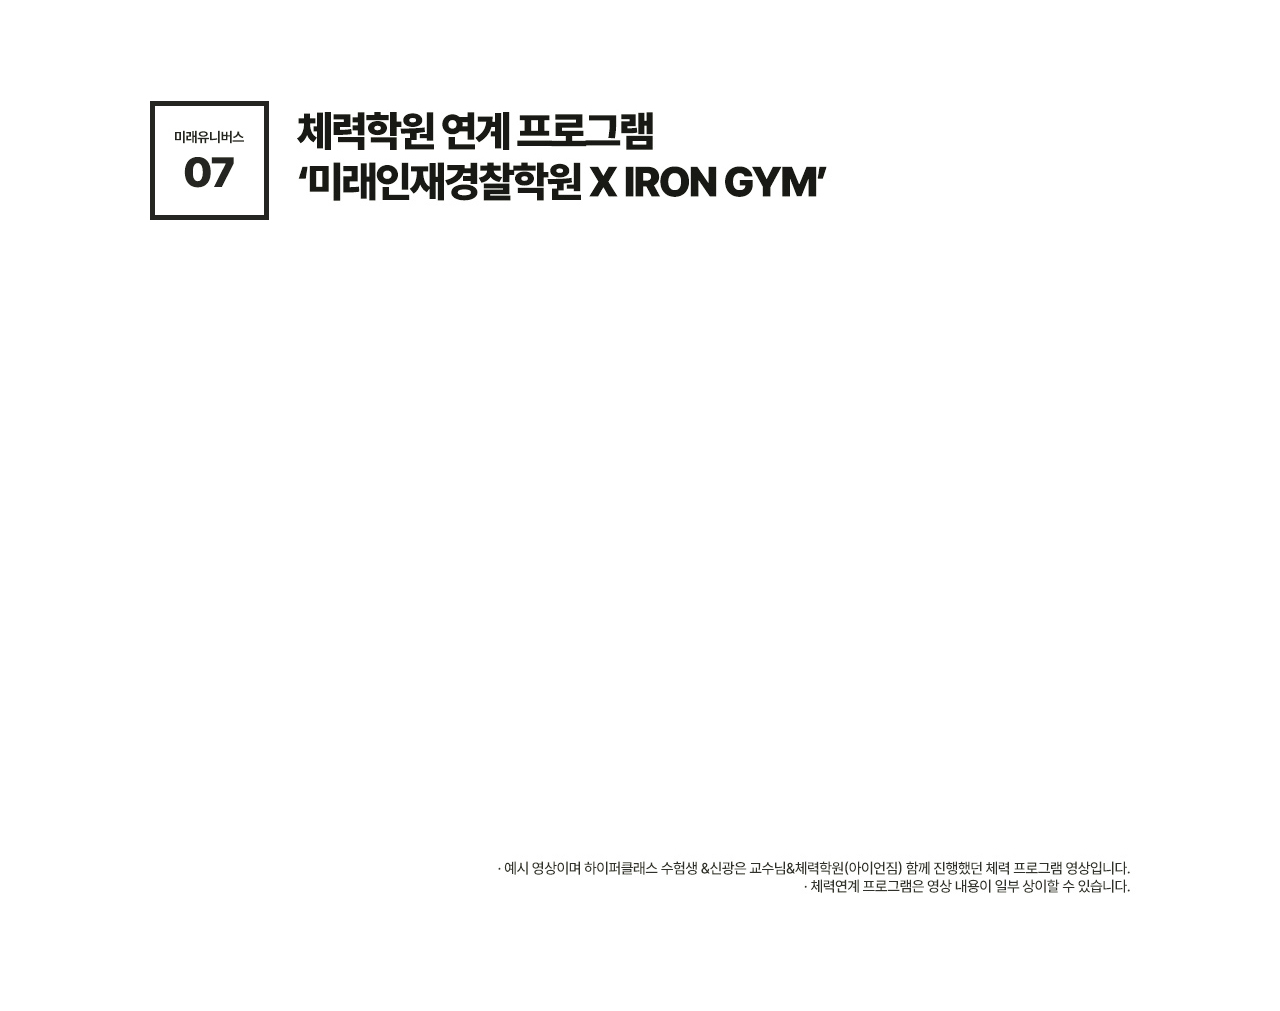 미래유니버스
07
체력학원 연계 프로그램
‘미래인재경찰학원 X IRON GYM’
· 예시 영상이며 하이퍼클래스 수험생 &신광은 교수님&체력학원(아이언짐) 함께 진행했던 체력 프로그램 영상입니다.
· 체력연계 프로그램은 영상 내용이 일부 상이할 수 있습니다.